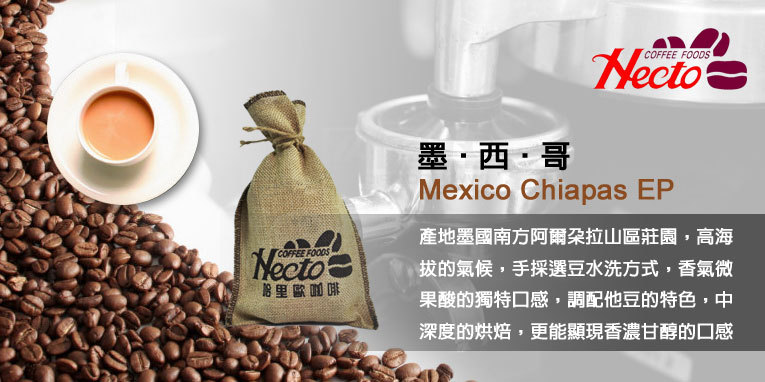 COFFEE FOODS
Necto
墨·西·哥
Mexico Chiapas EP
產地墨國南方阿爾朶拉山區莊園，高海
拔的氣候，手採選豆水洗方式，香氣微
果酸的獨特口感，調配他豆的特色，中
深度的烘焙，更能顯現香濃甘醇的口感
COFFEE FOODS
Necto
哈里歐咖啡